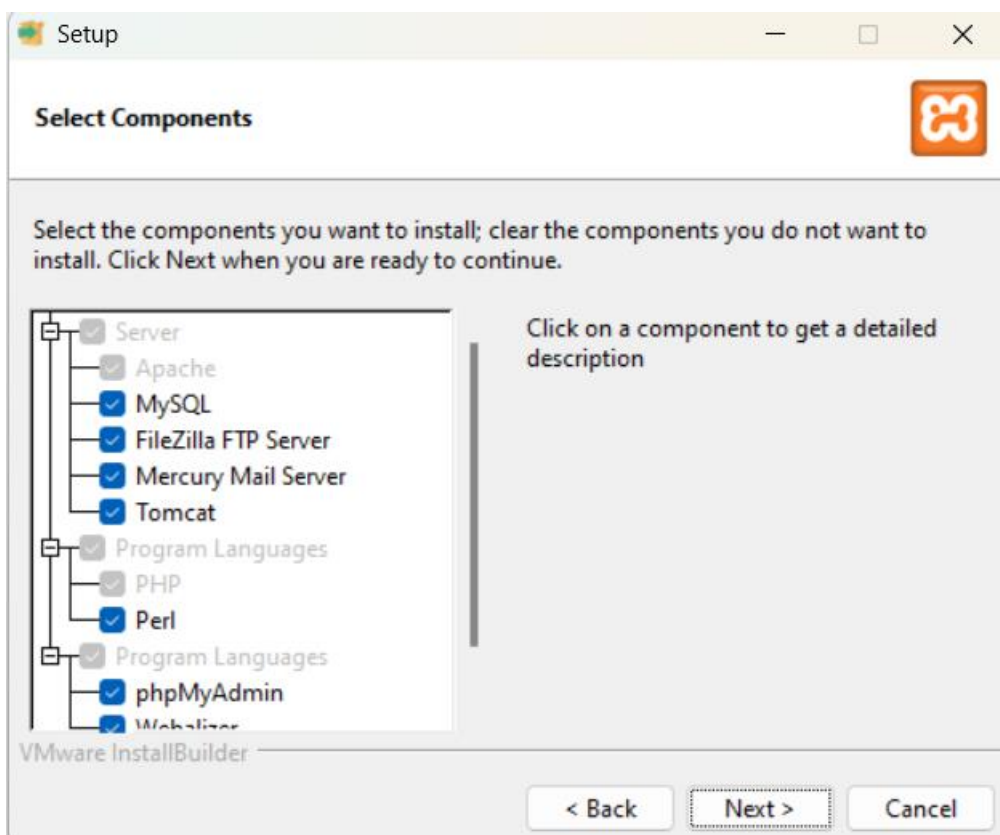 Setup
Select Components
Select the components you want to install; clear the components you do not want to
install. Click Next when you are ready to continue.
Server
Apache
MySQL
FileZilla FTP Server
Mercury Mail Server
Tomcat
Program Languages
PHP
Perl
Program Languages
phpMyAdmin
Webalizer
Click on a component to get a detailed
description
VMware InstallBuilder
< Back
Next >
Cancel